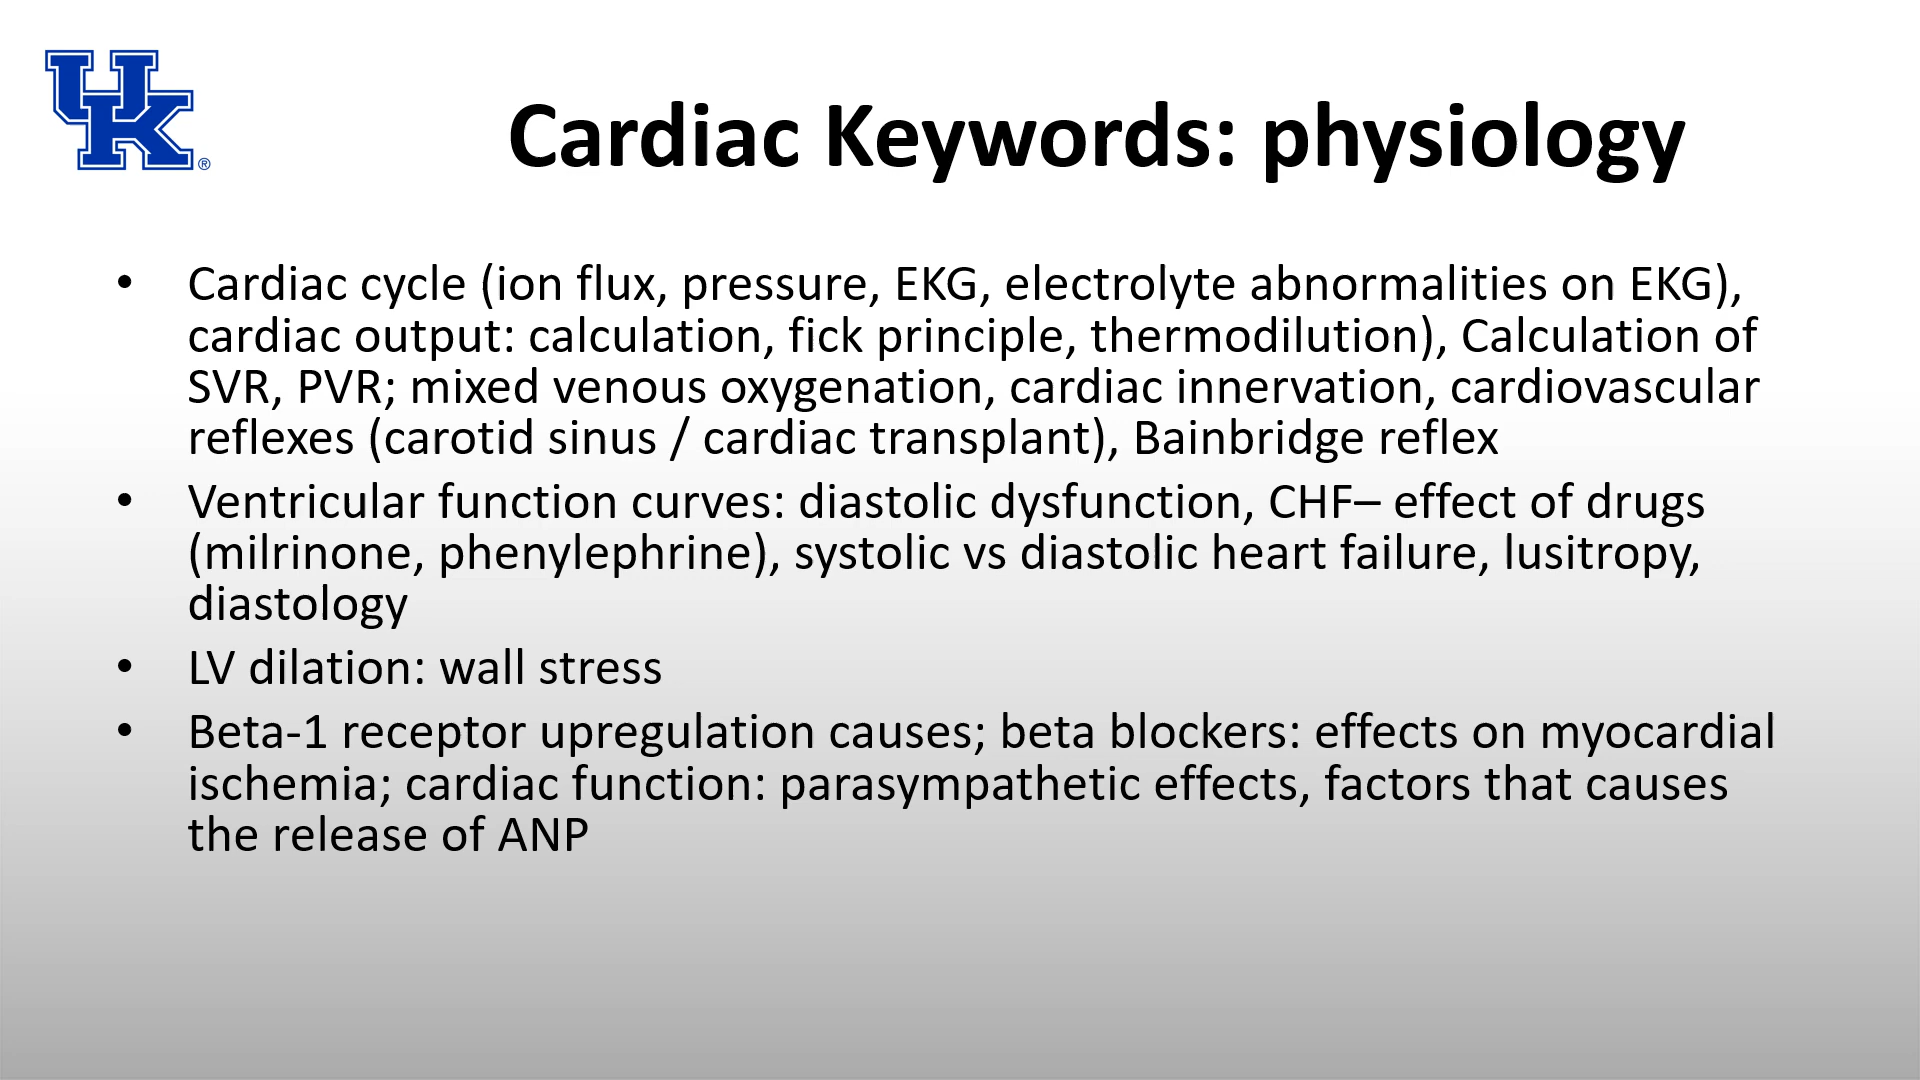 UK®
Cardiac Keywords: physiology
• Cardiac cycle (ion flux, pressure, EKG, electrolyte abnormalities on EKG),
cardiac output: calculation, fick principle, thermodilution), Calculation of
SVR, PVR; mixed venous oxygenation, cardiac innervation, cardiovascular
reflexes (carotid sinus / cardiac transplant), Bainbridge reflex
• Ventricular function curves: diastolic dysfunction, CHF– effect of drugs
(milrinone, phenylephrine), systolic vs diastolic heart failure, lusitropy,
diastology
• LV dilation: wall stress
• Beta-1 receptor upregulation causes; beta blockers: effects on myocardial
ischemia; cardiac function: parasympathetic effects, factors that causes
the release of ANP